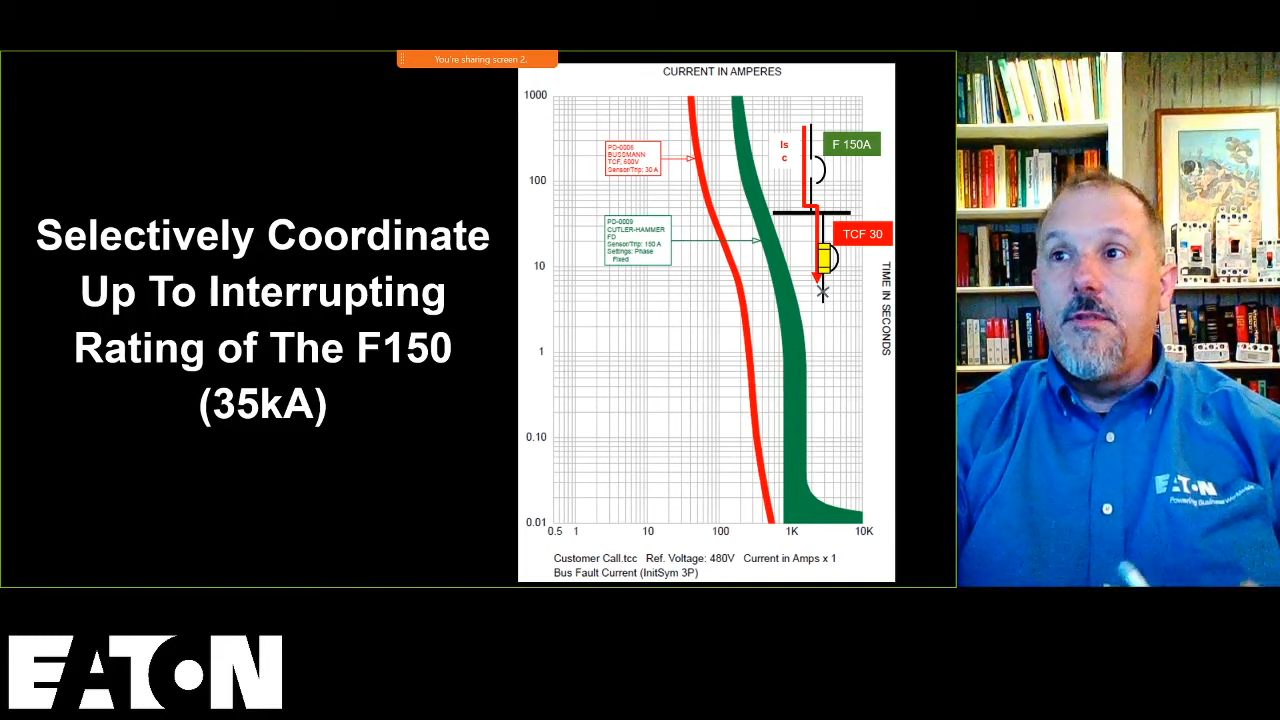 You're sharing screen 2.
Selectively Coordinate
Up To Interrupting
Rating of The F150
(35kA)
CURRENT IN AMPERES
1000
100
10
1
0.10
0.01
0.5
1
10
100
1K
10K
PD-0006
BUSSMANN
TCF, 600V
Sensor/Trip: 30 A
PD-0009
CUTLER-HAMMER
FD
Sensor/Trip: 150 A
Settings: Phase
Fixed
Is
c
F 150A
TCF 30
TIME IN SECONDS
Customer Call.tcc Ref. Voltage: 480V Current in Amps x 1
Bus Fault Current (InitSym 3P)
EATON
Powering Business Worldwide
EATON